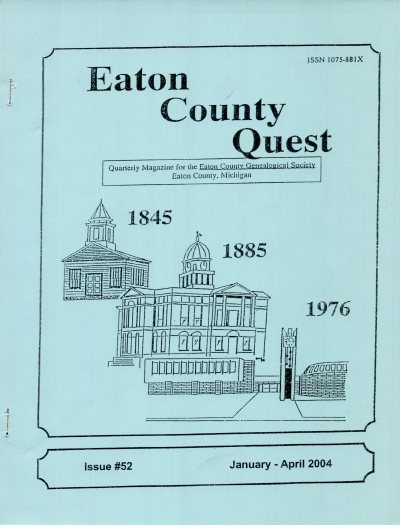 ISSN 1075-881X
Eaton
County
Quest
Quarterly Magazine for the Eaton County Genealogical Society
Eaton County, Michigan
1845
1885
1976
Issue #52 January - April 2004